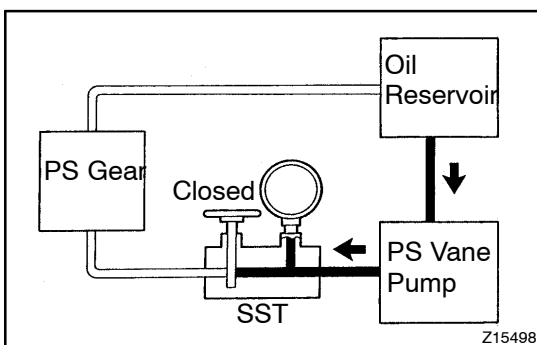 Oil
Reservoir
PS Gear
Closed
PS Vane
Pump
SST
Z15498